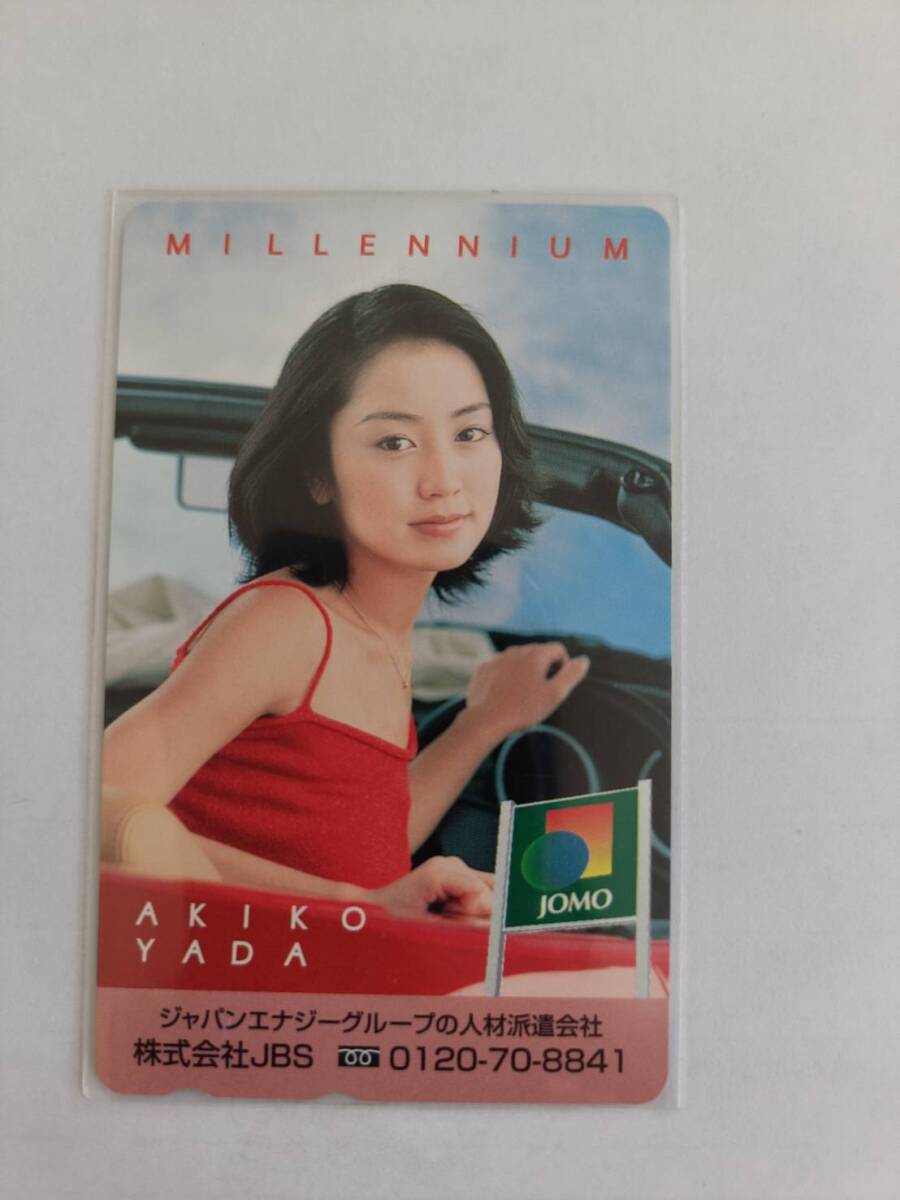 MILLENNIUM
JOMO
AKIKO
YADA
ジャパンエナジーグループの人材派遣会社
株式会社JBS 0120-70-8841